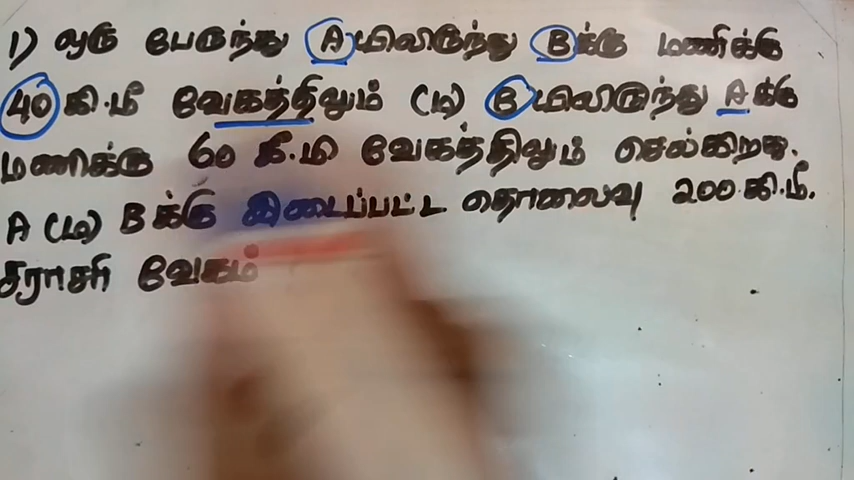 1) ஒரு பேருந்து A யிலிருந்து B க்கு மணிக்கு
40 கி.மீ வேகத்திலும் (ம) B யிலிருந்து A க்கு
மணிக்கு 60 கி.மி வேகத்திலும் செல்கிறது.
A (ம) B க்கு இடைப்பட்ட தொலைவு 200.கி.மீ.
சராசரி வேகம்